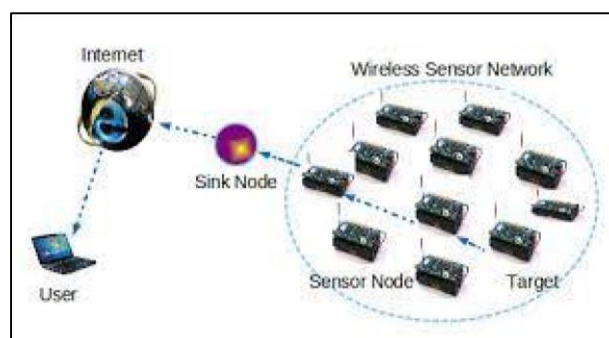 Internet
Wireless Sensor Network
Sink Node
User
Sensor Node
Target